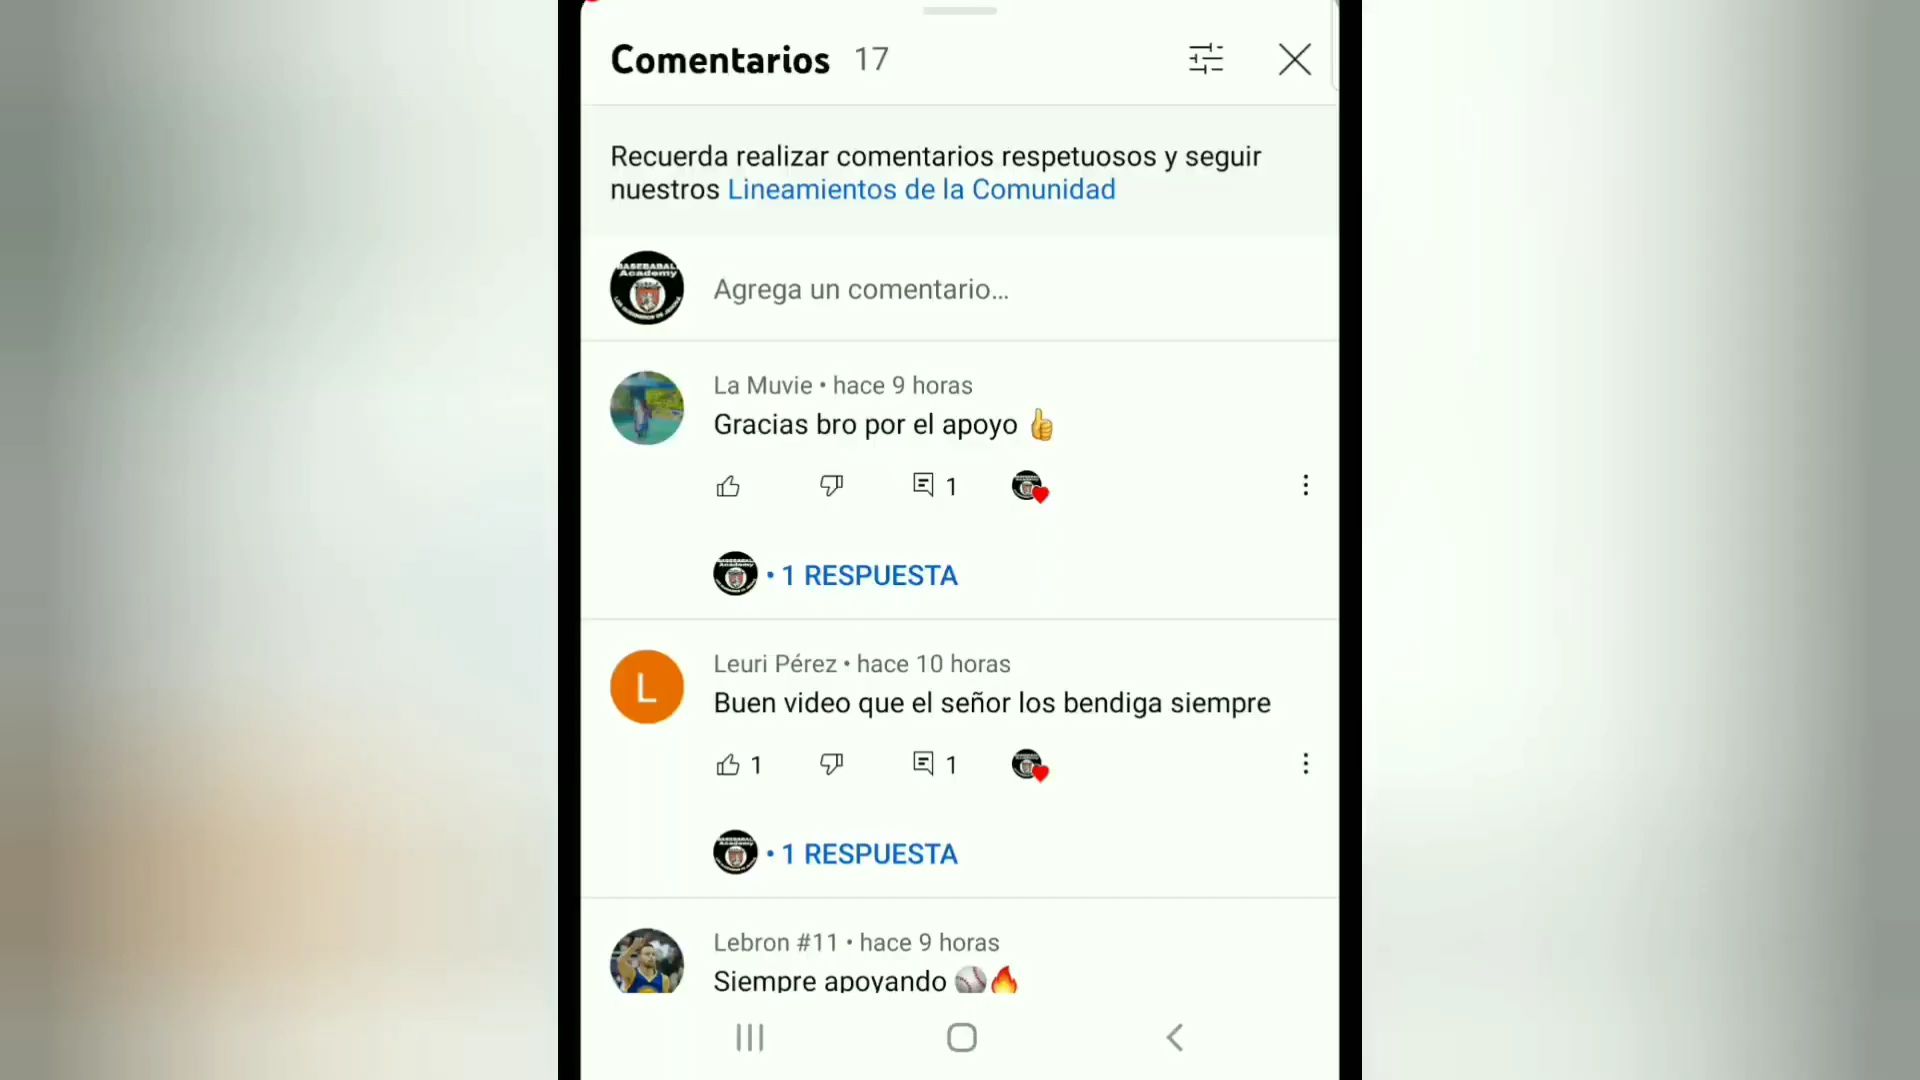 Comentarios 17
Recuerda realizar comentarios respetuosos y seguir
nuestros Lineamientos de la Comunidad
Agrega un comentario...
La Muvie • hace 9 horas
Gracias bro por el apoyo 👍
1
• 1 RESPUESTA
L
Leuri Pérez • hace 10 horas
Buen video que el señor los bendiga siempre
1 1
• 1 RESPUESTA
Lebron #11 • hace 9 horas
Siempre apoyando ⚾🔥